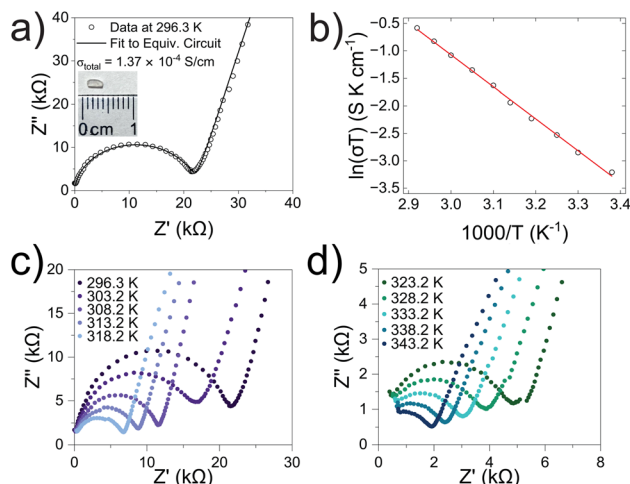 a)
40
30
20
10
0
Z" (kΩ)
Data at 296.3 K
Fit to Equiv. Circuit
σtotal = 1.37 × 10⁻⁴ S/cm
0 cm 1
0 10 20 30 40
Z' (kΩ)
b)
-0.5
-1.0
-1.5
-2.0
-2.5
-3.0
-3.5
ln(σT) (S K cm⁻¹)
2.9 3.0 3.1 3.2 3.3 3.4
1000/T (K⁻¹)
c)
20
15
10
5
0
Z" (kΩ)
296.3 K
303.2 K
308.2 K
313.2 K
318.2 K
0 10 20 30
Z' (kΩ)
d)
5
4
3
2
1
0
Z" (kΩ)
323.2 K
328.2 K
333.2 K
338.2 K
343.2 K
0 2 4 6 8
Z' (kΩ)